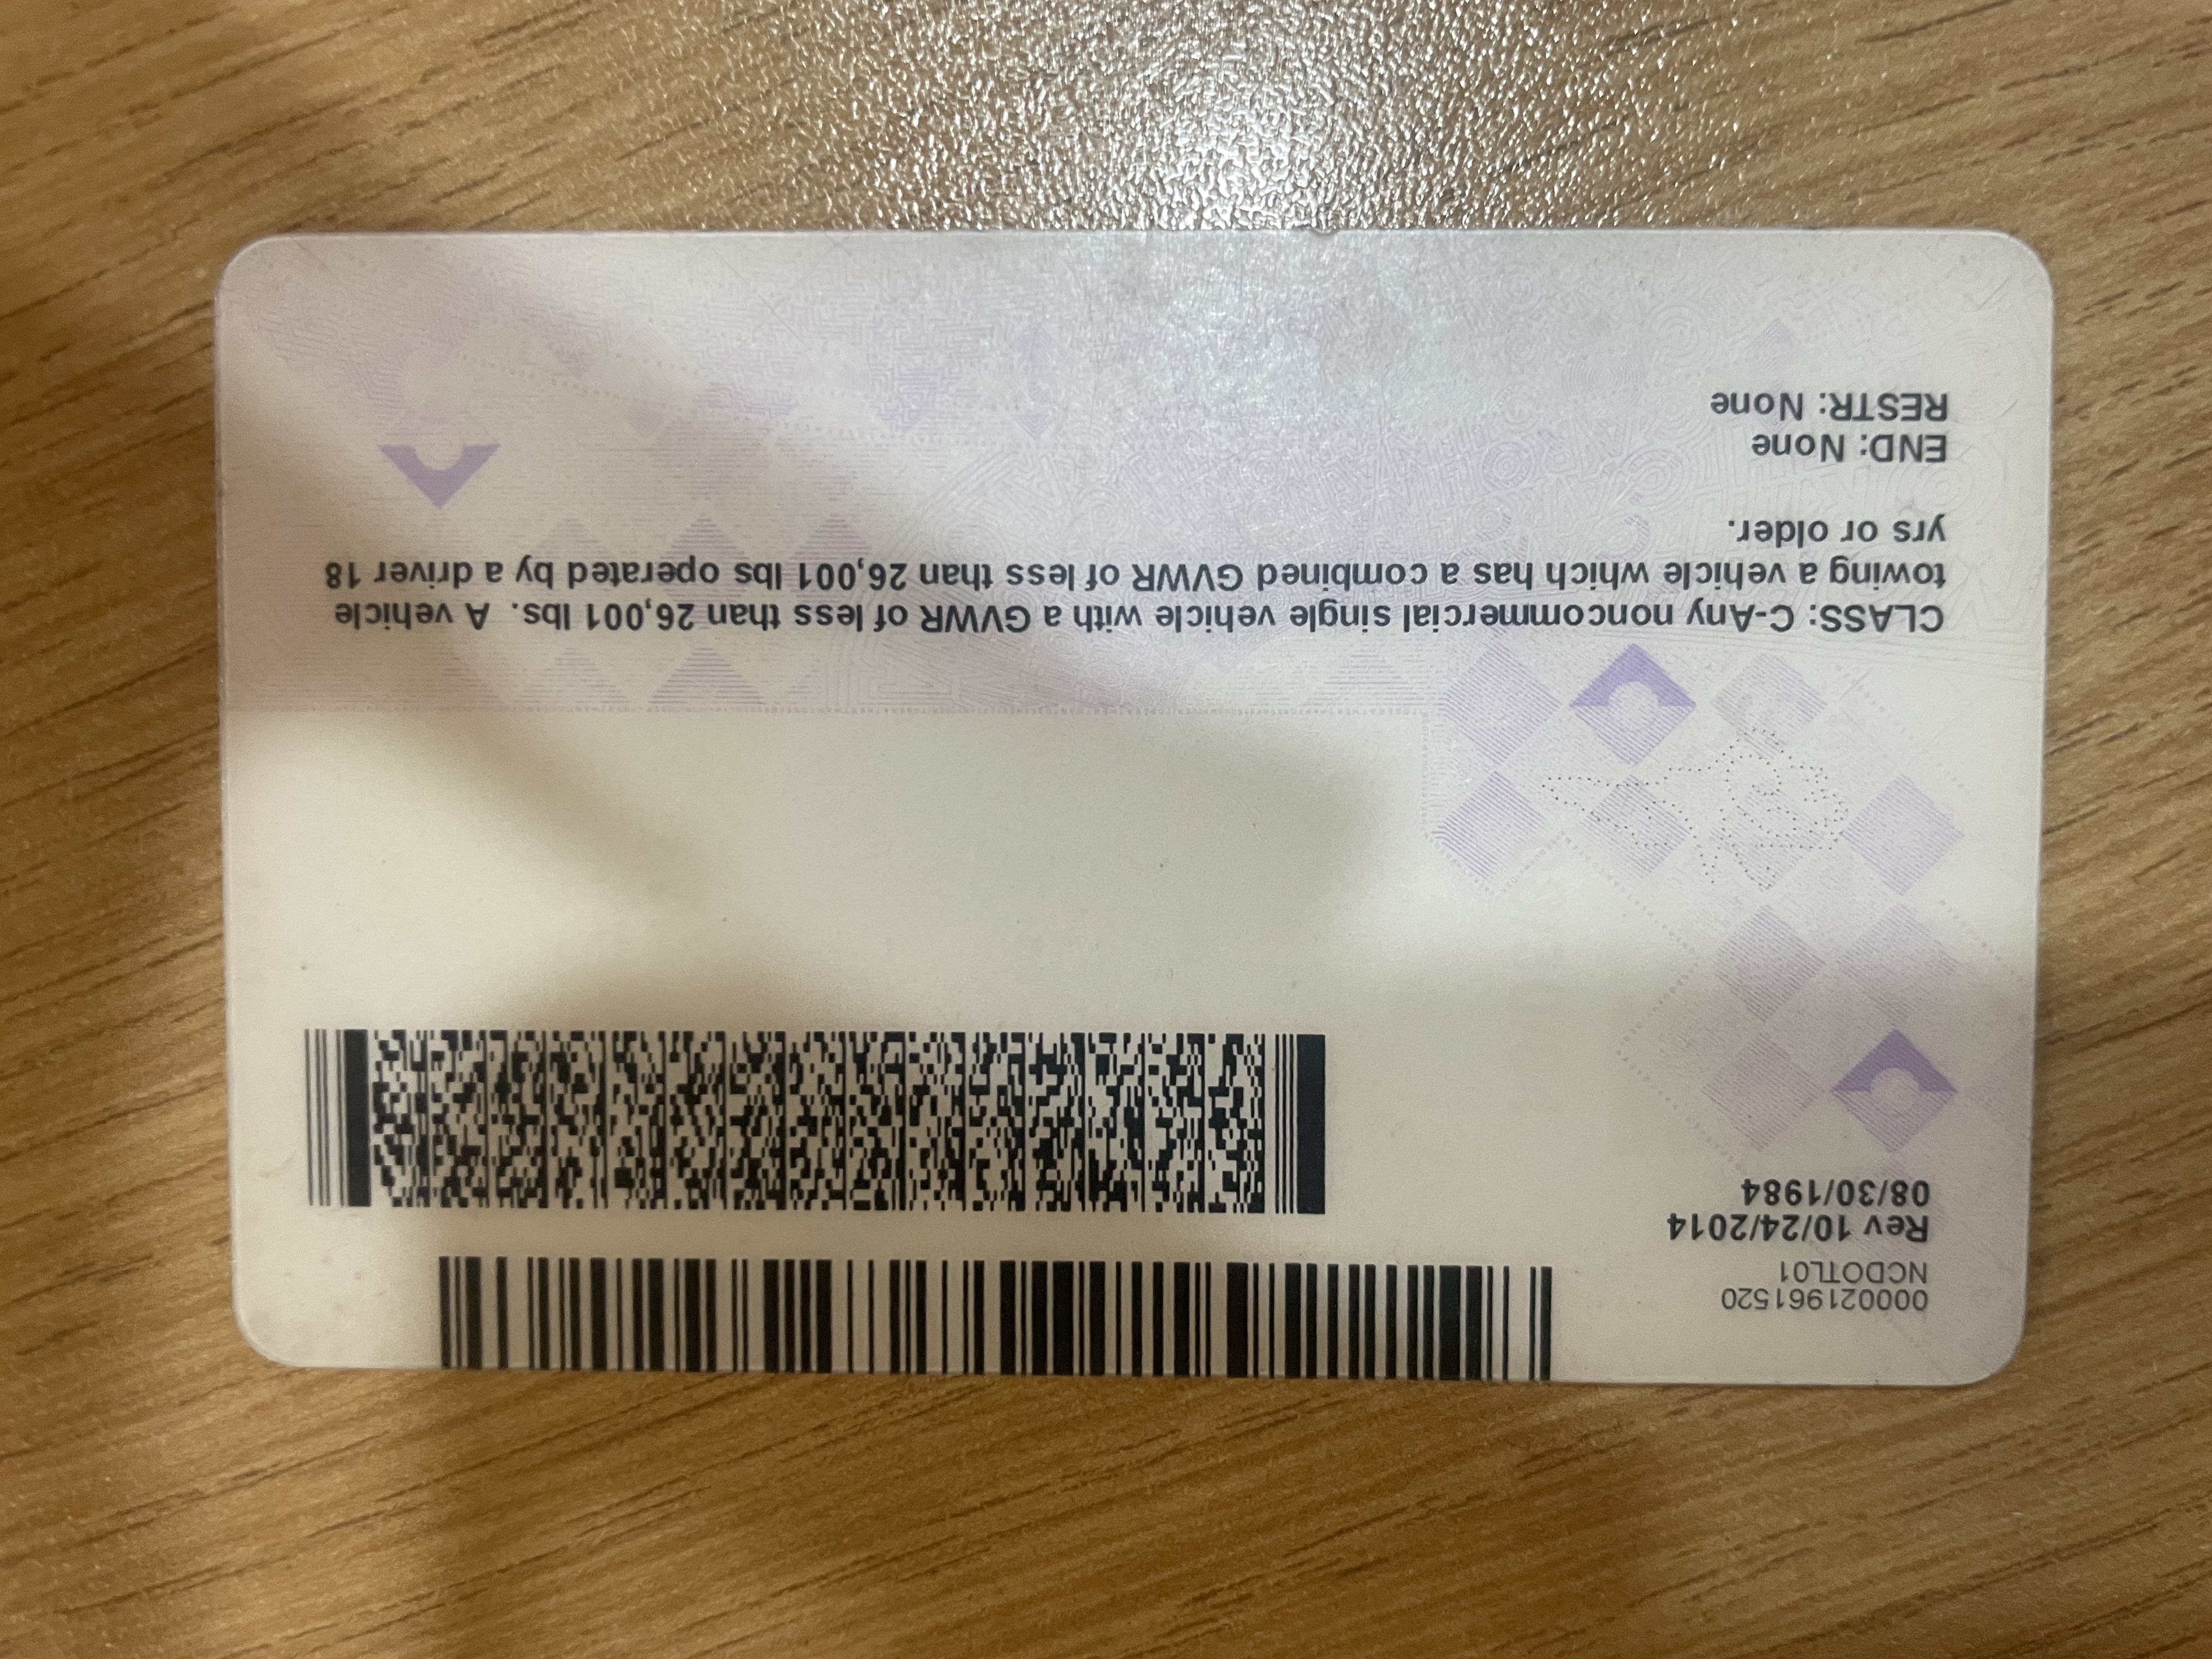 000021961520
NCDOTL01
Rev 10/24/2014
08/30/1984
CLASS: C-Any noncommercial single vehicle with a GVWR of less than 26,001 lbs.  A vehicle
towing a vehicle which has a combined GVWR of less than 26,001 lbs operated by a driver 18
yrs or older.
END: None
RESTR: None